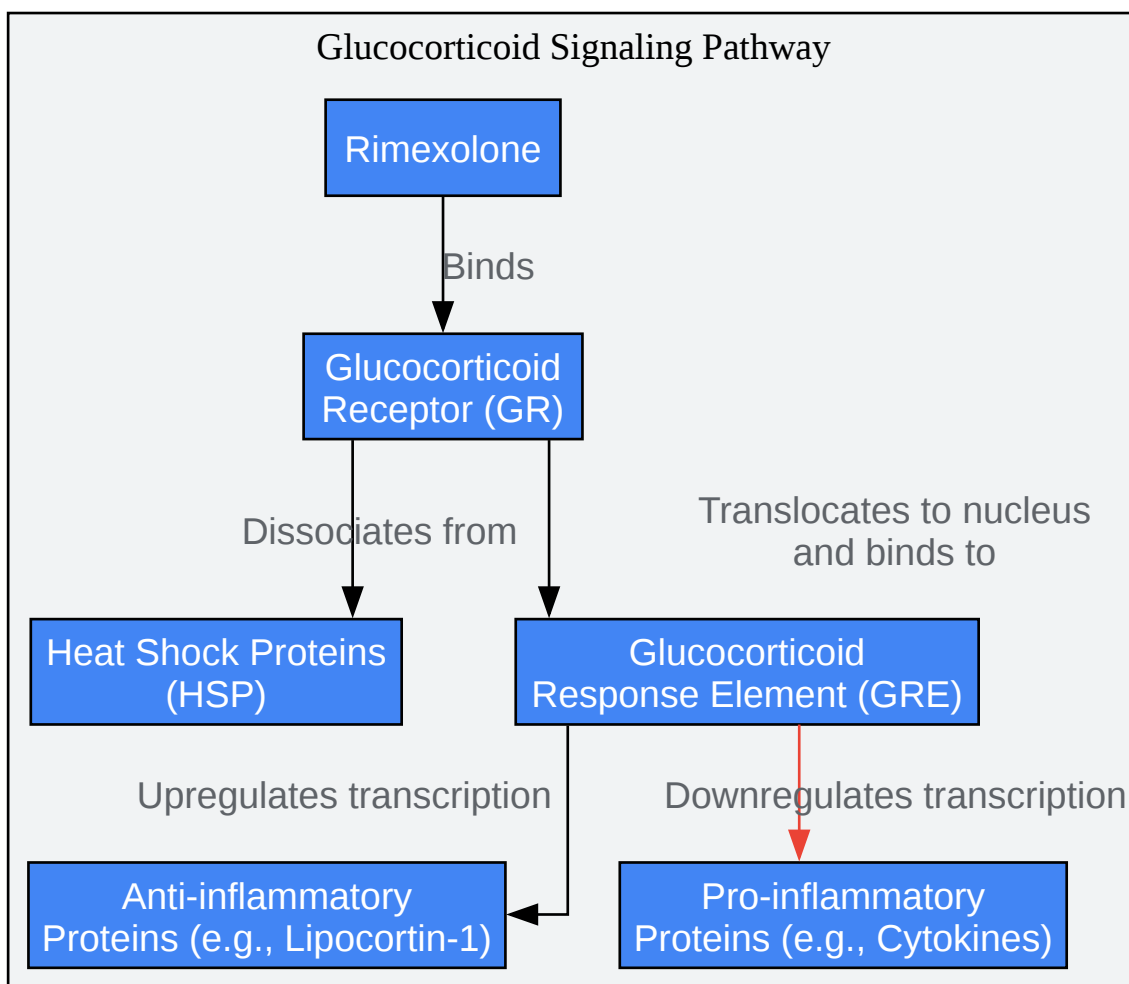 Glucocorticoid Signaling Pathway
Rimexolone
Binds
Glucocorticoid
Receptor (GR)
Dissociates from
Translocates to nucleus
and binds to
Heat Shock Proteins
(HSP)
Glucocorticoid
Response Element (GRE)
Upregulates transcription
Downregulates transcription
Anti-inflammatory
Proteins (e.g., Lipocortin-1)
Pro-inflammatory
Proteins (e.g., Cytokines)